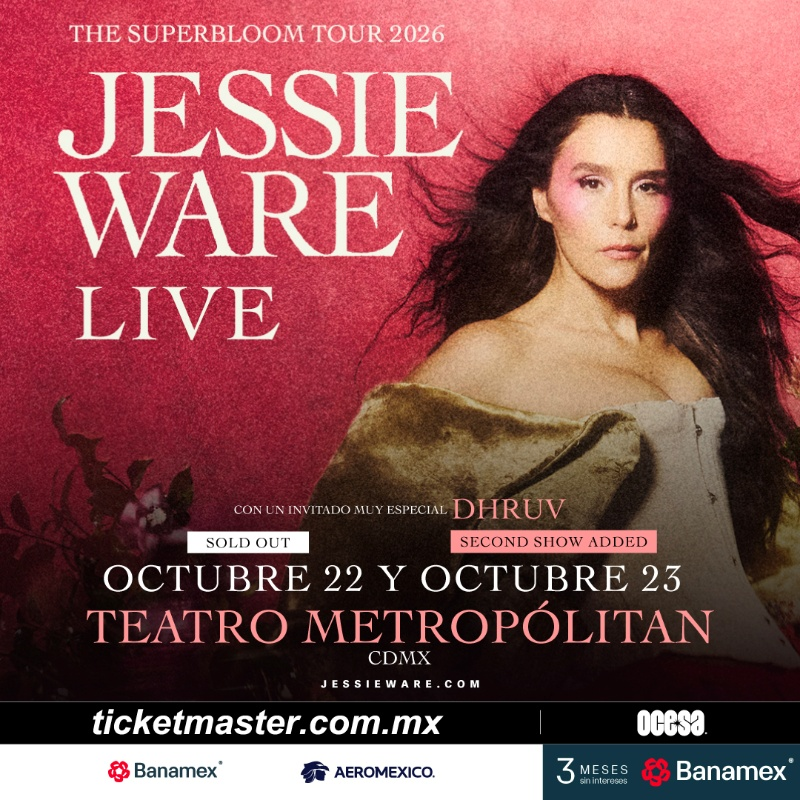 THE SUPERBLOOM TOUR 2026
JESSIE
WARE
LIVE
CON UN INVITADO MUY ESPECIAL DHRUV
SOLD OUT
SECOND SHOW ADDED
OCTUBRE 22 Y OCTUBRE 23
TEATRO METROPÓLITAN
CDMX
JESSIEWARE.COM
ticketmaster.com.mx
ocesa
Banamex®
AEROMEXICO.
3 MESES
sin intereses
Banamex®